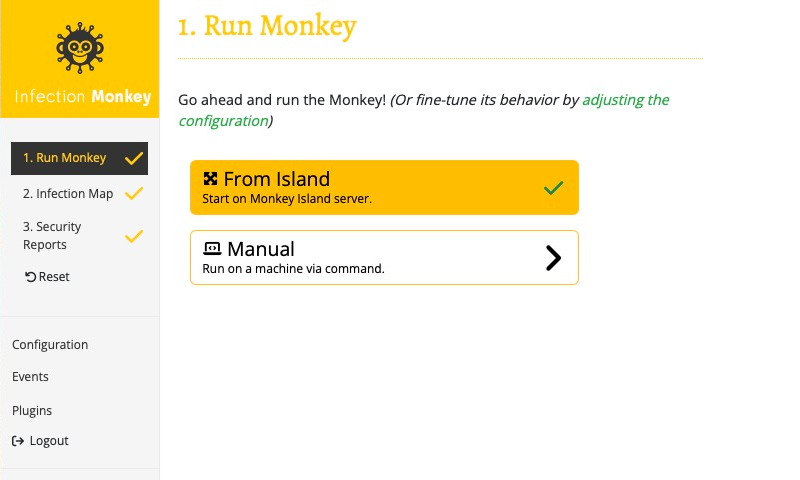 Infection Monkey
1. Run Monkey
2. Infection Map
3. Security
Reports
Reset
Configuration
Events
Plugins
Logout
1. Run Monkey
Go ahead and run the Monkey! (Or fine-tune its behavior by adjusting the
configuration)
From Island
Start on Monkey Island server.
Manual
Run on a machine via command.